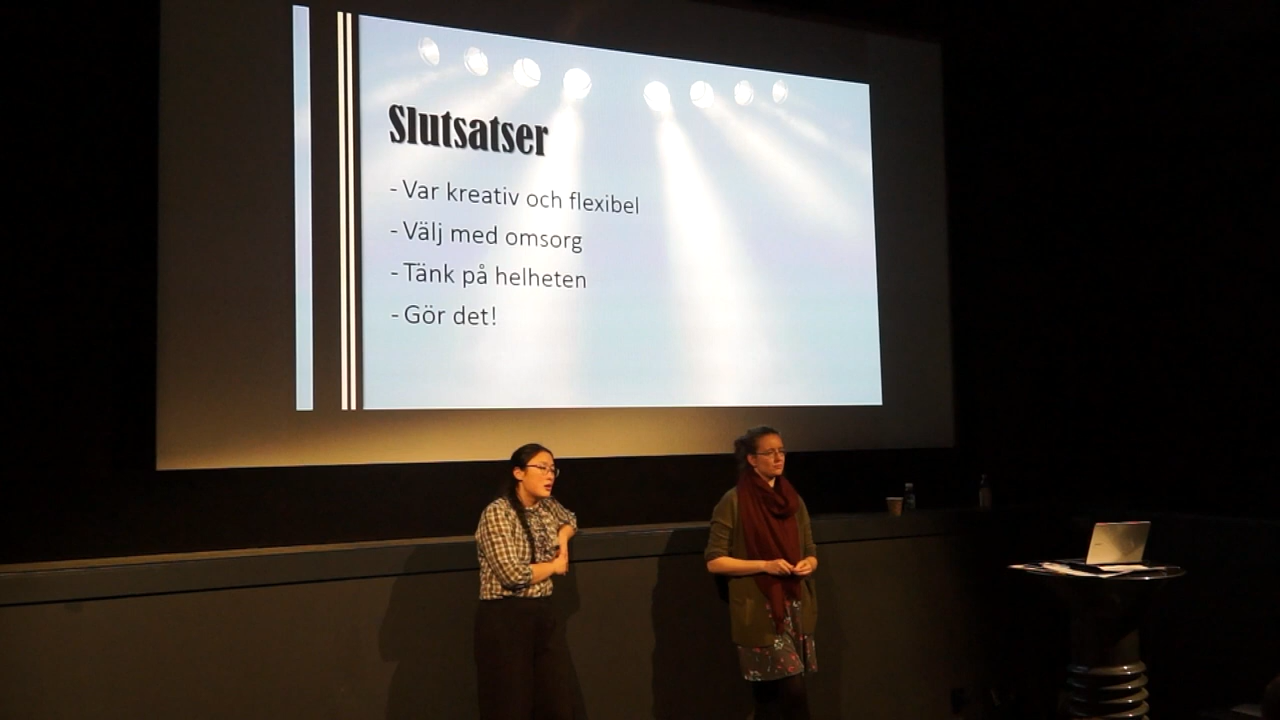 Slutsatser
- Var kreativ och flexibel
- Välj med omsorg
- Tänk på helheten
- Gör det!